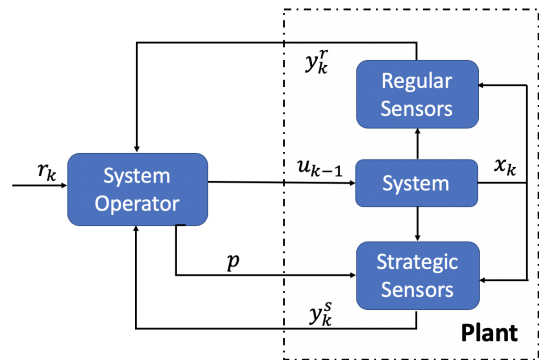 y_k^r
Regular
Sensors
r_k
System
Operator
u_{k-1}
System
x_k
p
Strategic
Sensors
y_k^s
Plant